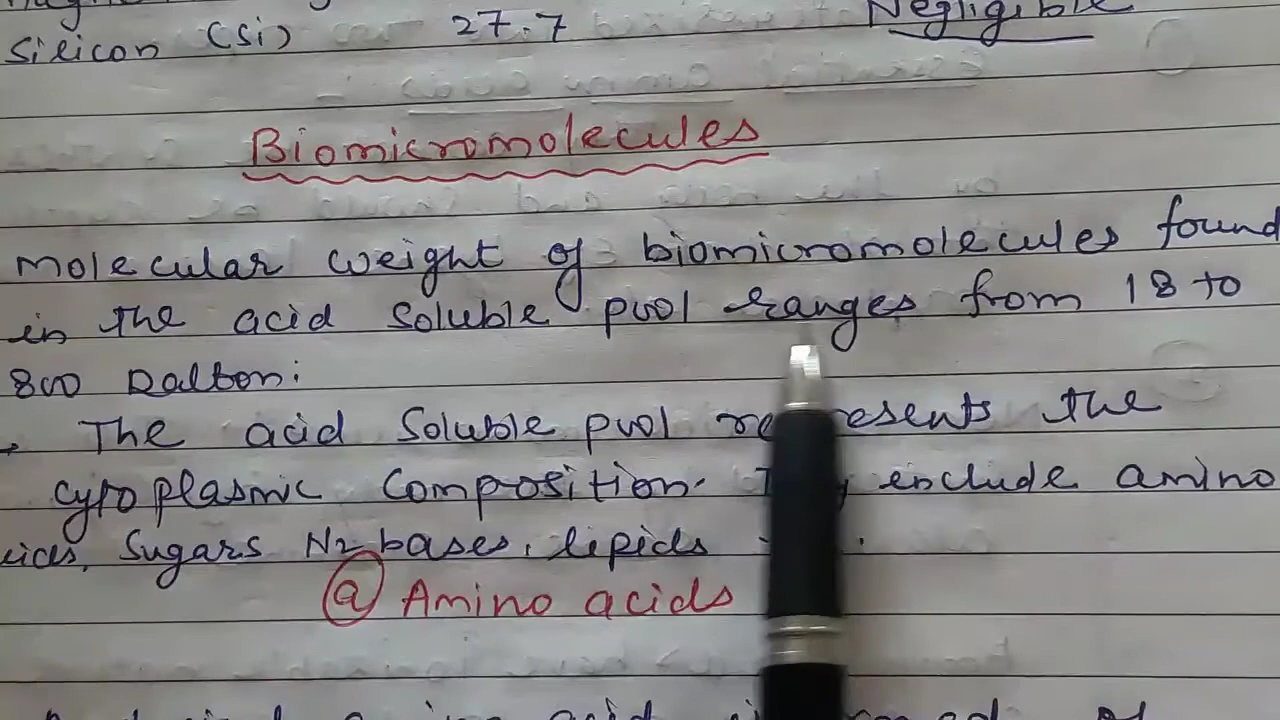 Silicon (Si) 27.7 Negligible
Biomicromolecules
Molecular weight of biomicromolecules found
in the acid soluble pool ranges from 18 to
800 Dalton:
The acid Soluble pool represents the
cytoplasmic Composition. They include amino
Sugars N2 bases, lipids
(a) Amino acids
amino acid